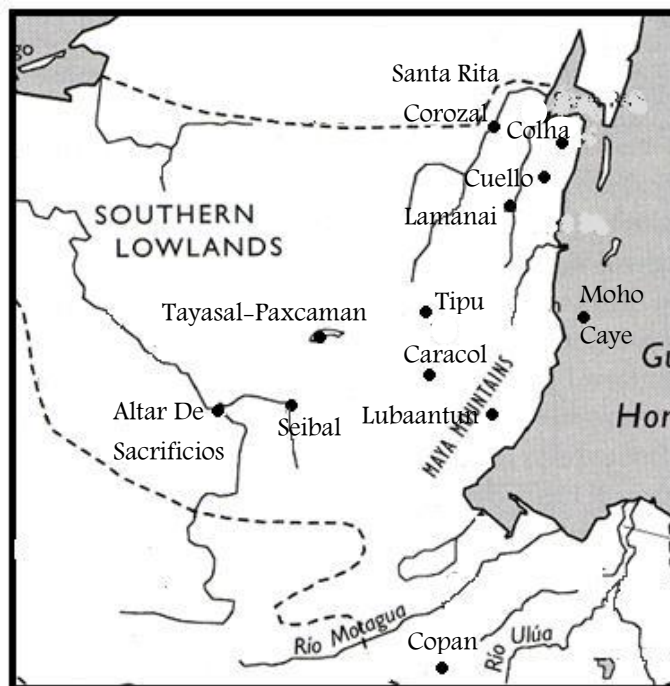 go
Santa Rita
Corozal
Colha
Cuello
Lamanai
SOUTHERN
LOWLANDS
Tipu
Moho
Caye
Tayasal-Paxcaman
Caracol
Gu
Hon
Altar De
Sacrificios
Seibal
Lubaantun
MAYA MOUNTAINS
Río Motagua
Copan
Río Ulúa